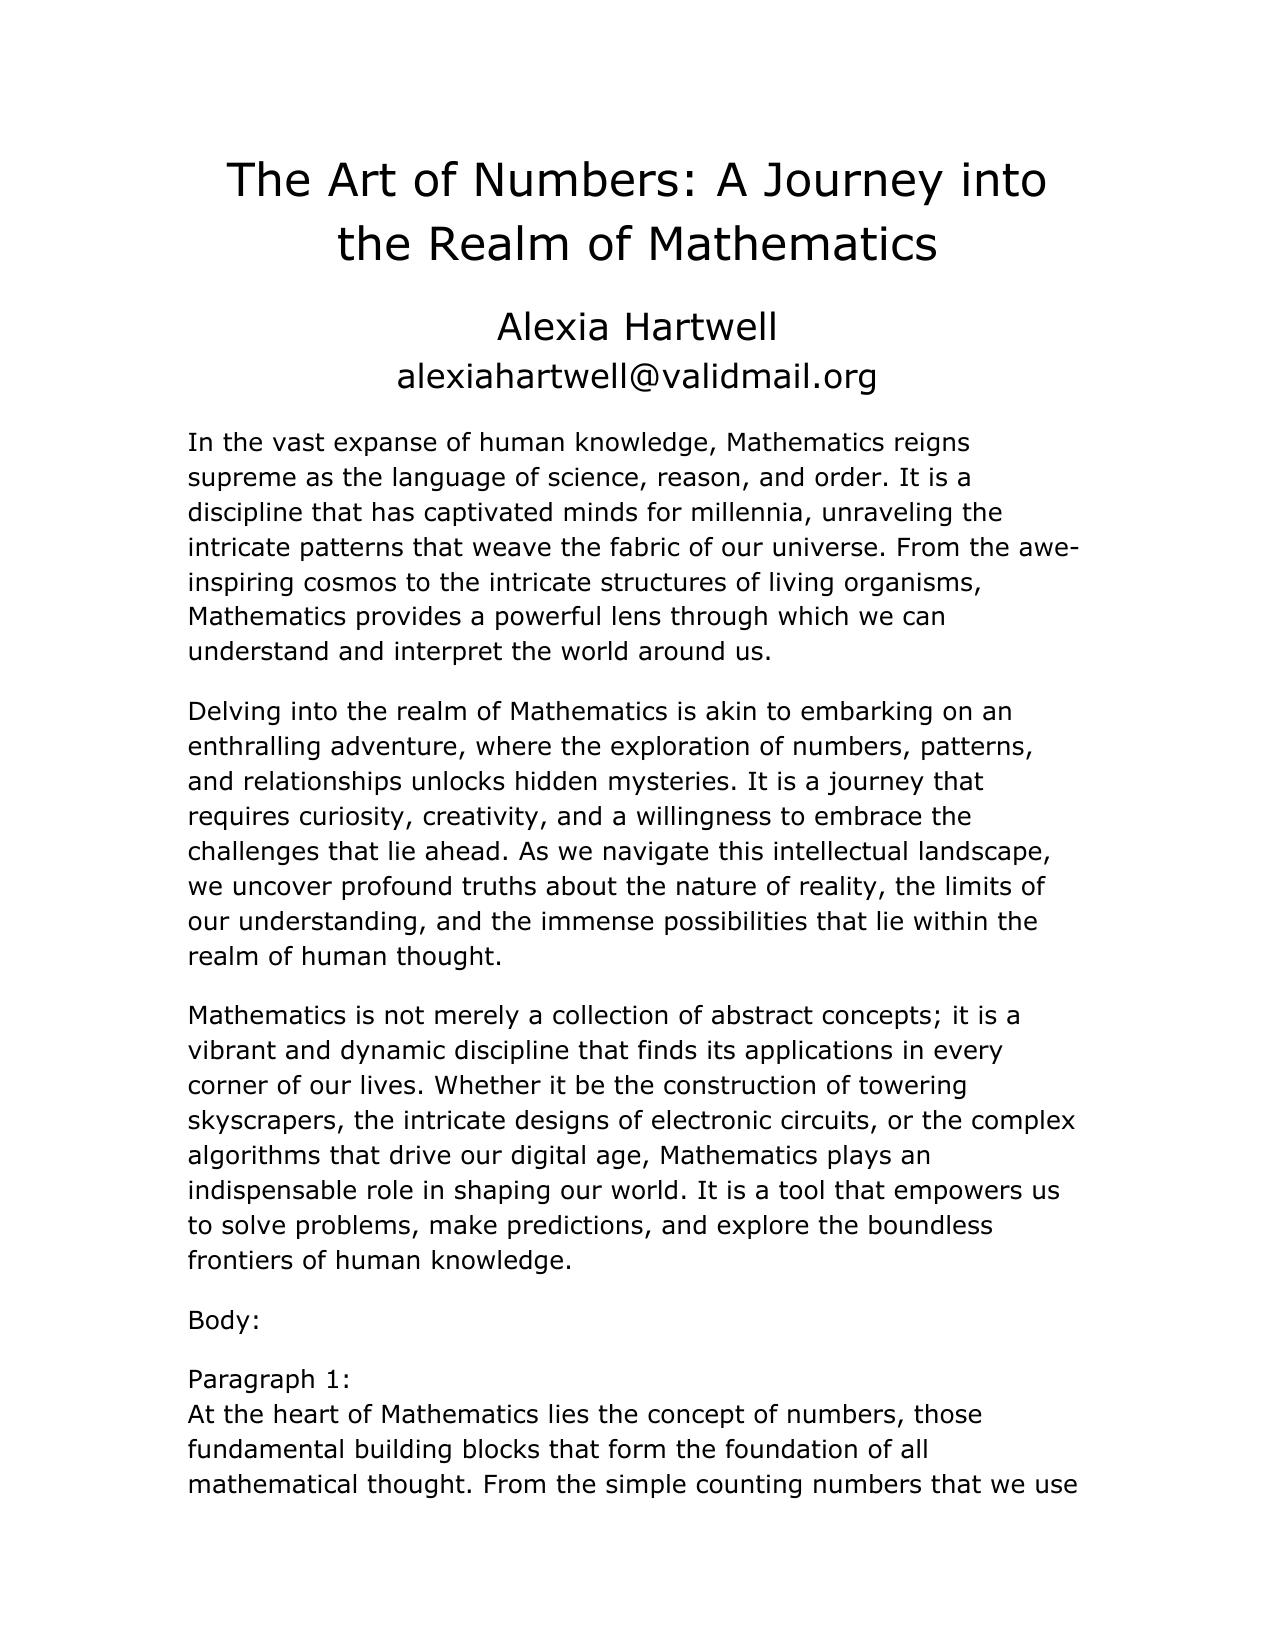 The Art of Numbers: A Journey into
the Realm of Mathematics
Alexia Hartwell
alexiahartwell@validmail.org
In the vast expanse of human knowledge, Mathematics reigns
supreme as the language of science, reason, and order. It is a
discipline that has captivated minds for millennia, unraveling the
intricate patterns that weave the fabric of our universe. From the awe-
inspiring cosmos to the intricate structures of living organisms,
Mathematics provides a powerful lens through which we can
understand and interpret the world around us.
Delving into the realm of Mathematics is akin to embarking on an
enthralling adventure, where the exploration of numbers, patterns,
and relationships unlocks hidden mysteries. It is a journey that
requires curiosity, creativity, and a willingness to embrace the
challenges that lie ahead. As we navigate this intellectual landscape,
we uncover profound truths about the nature of reality, the limits of
our understanding, and the immense possibilities that lie within the
realm of human thought.
Mathematics is not merely a collection of abstract concepts; it is a
vibrant and dynamic discipline that finds its applications in every
corner of our lives. Whether it be the construction of towering
skyscrapers, the intricate designs of electronic circuits, or the complex
algorithms that drive our digital age, Mathematics plays an
indispensable role in shaping our world. It is a tool that empowers us
to solve problems, make predictions, and explore the boundless
frontiers of human knowledge.
Body:
Paragraph 1:
At the heart of Mathematics lies the concept of numbers, those
fundamental building blocks that form the foundation of all
mathematical thought. From the simple counting numbers that we use